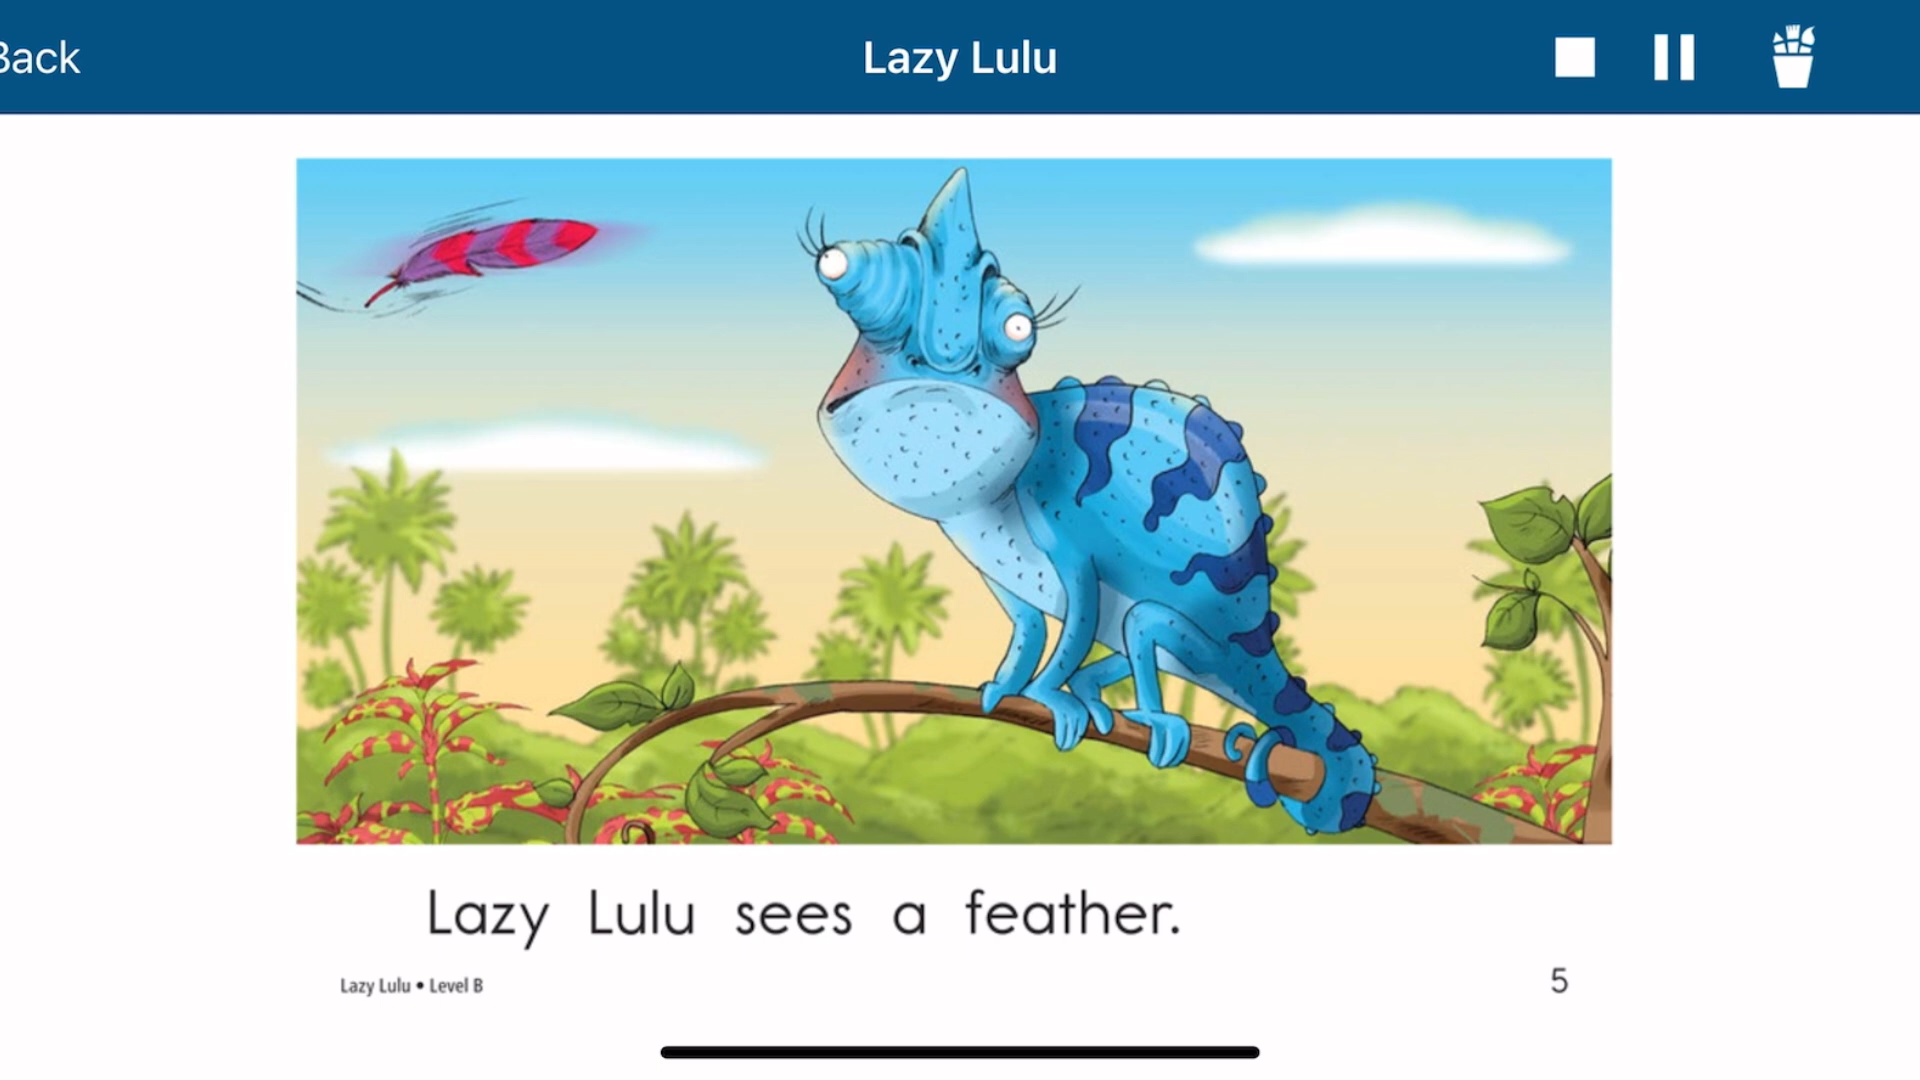 Back
Lazy Lulu
Lazy Lulu sees a feather.
Lazy Lulu • Level B
5